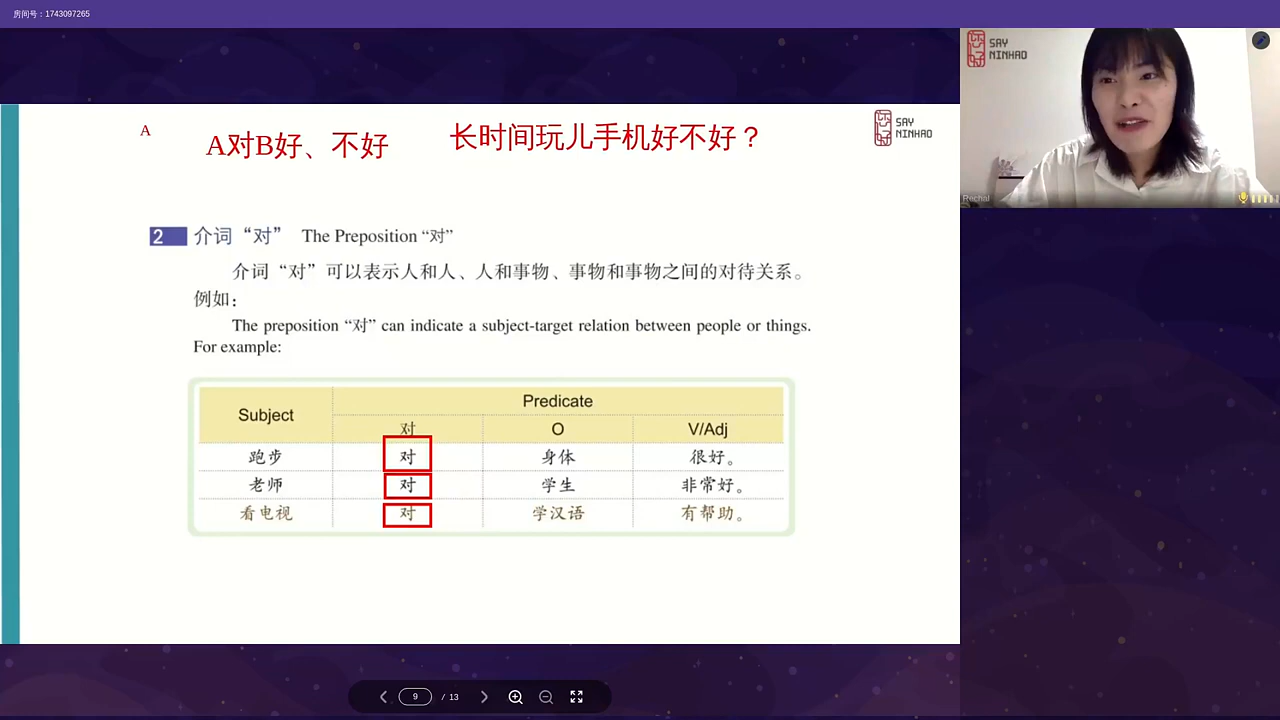 房间号：1743097265
SAY
NINHAO
A
A对B好、不好
长时间玩儿手机好不好？
SAY
NINHAO
2 介词“对” The Preposition “对”
介词“对”可以表示人和人、人和事物、事物和事物之间的对待关系。
例如：
The preposition “对” can indicate a subject-target relation between people or things.
For example:
Subject Predicate
对 O V/Adj
跑步 对 身体 很好。
老师 对 学生 非常好。
看电视 对 学汉语 有帮助。
Rechal
9 / 13